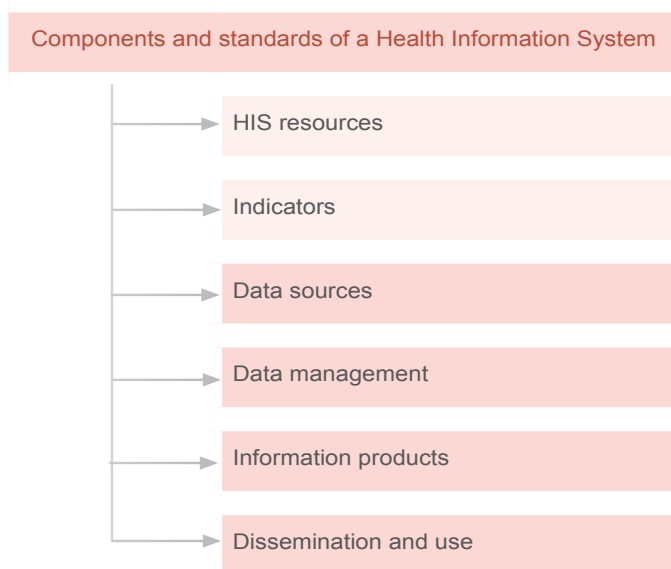 Components and standards of a Health Information System
HIS resources
Indicators
Data sources
Data management
Information products
Dissemination and use